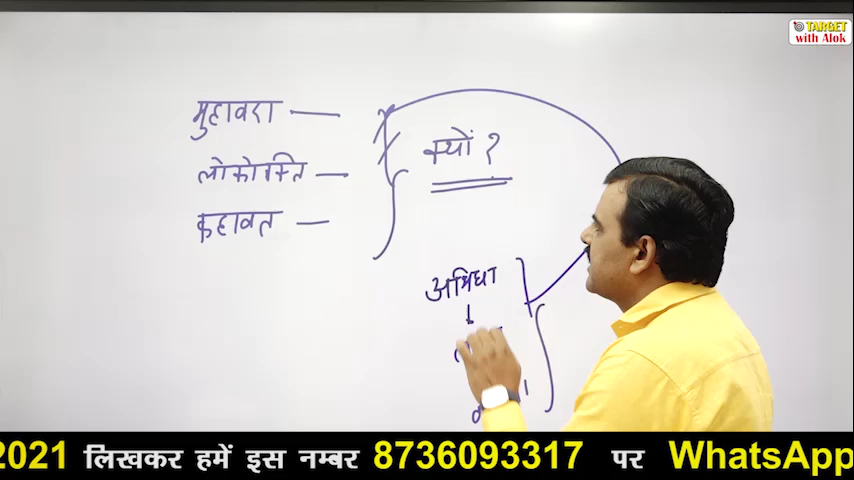 TARGET
with Alok
मुहावरा —
लोकोक्ति —
कहावत —
क्यों ?
अभिधा
2021 लिखकर हमें इस नम्बर 8736093317 पर WhatsApp